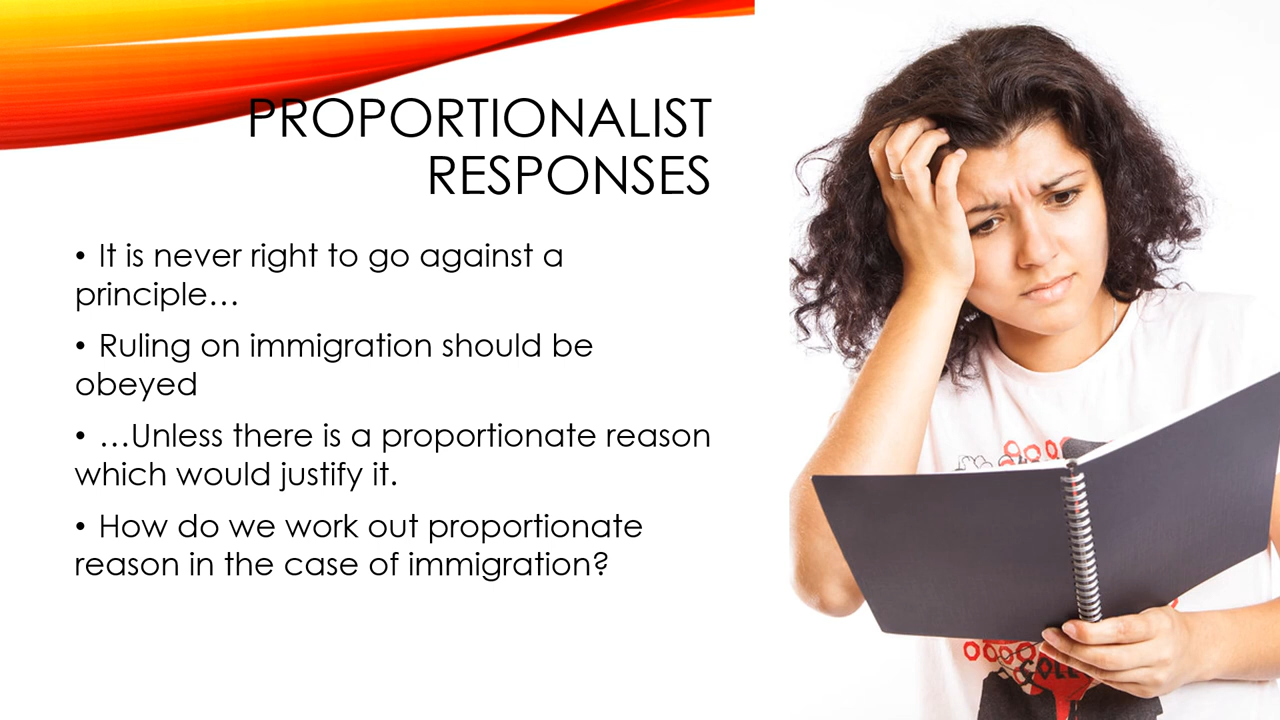 PROPORTIONALIST
RESPONSES
• It is never right to go against a
principle…
• Ruling on immigration should be
obeyed
• …Unless there is a proportionate reason
which would justify it.
• How do we work out proportionate
reason in the case of immigration?